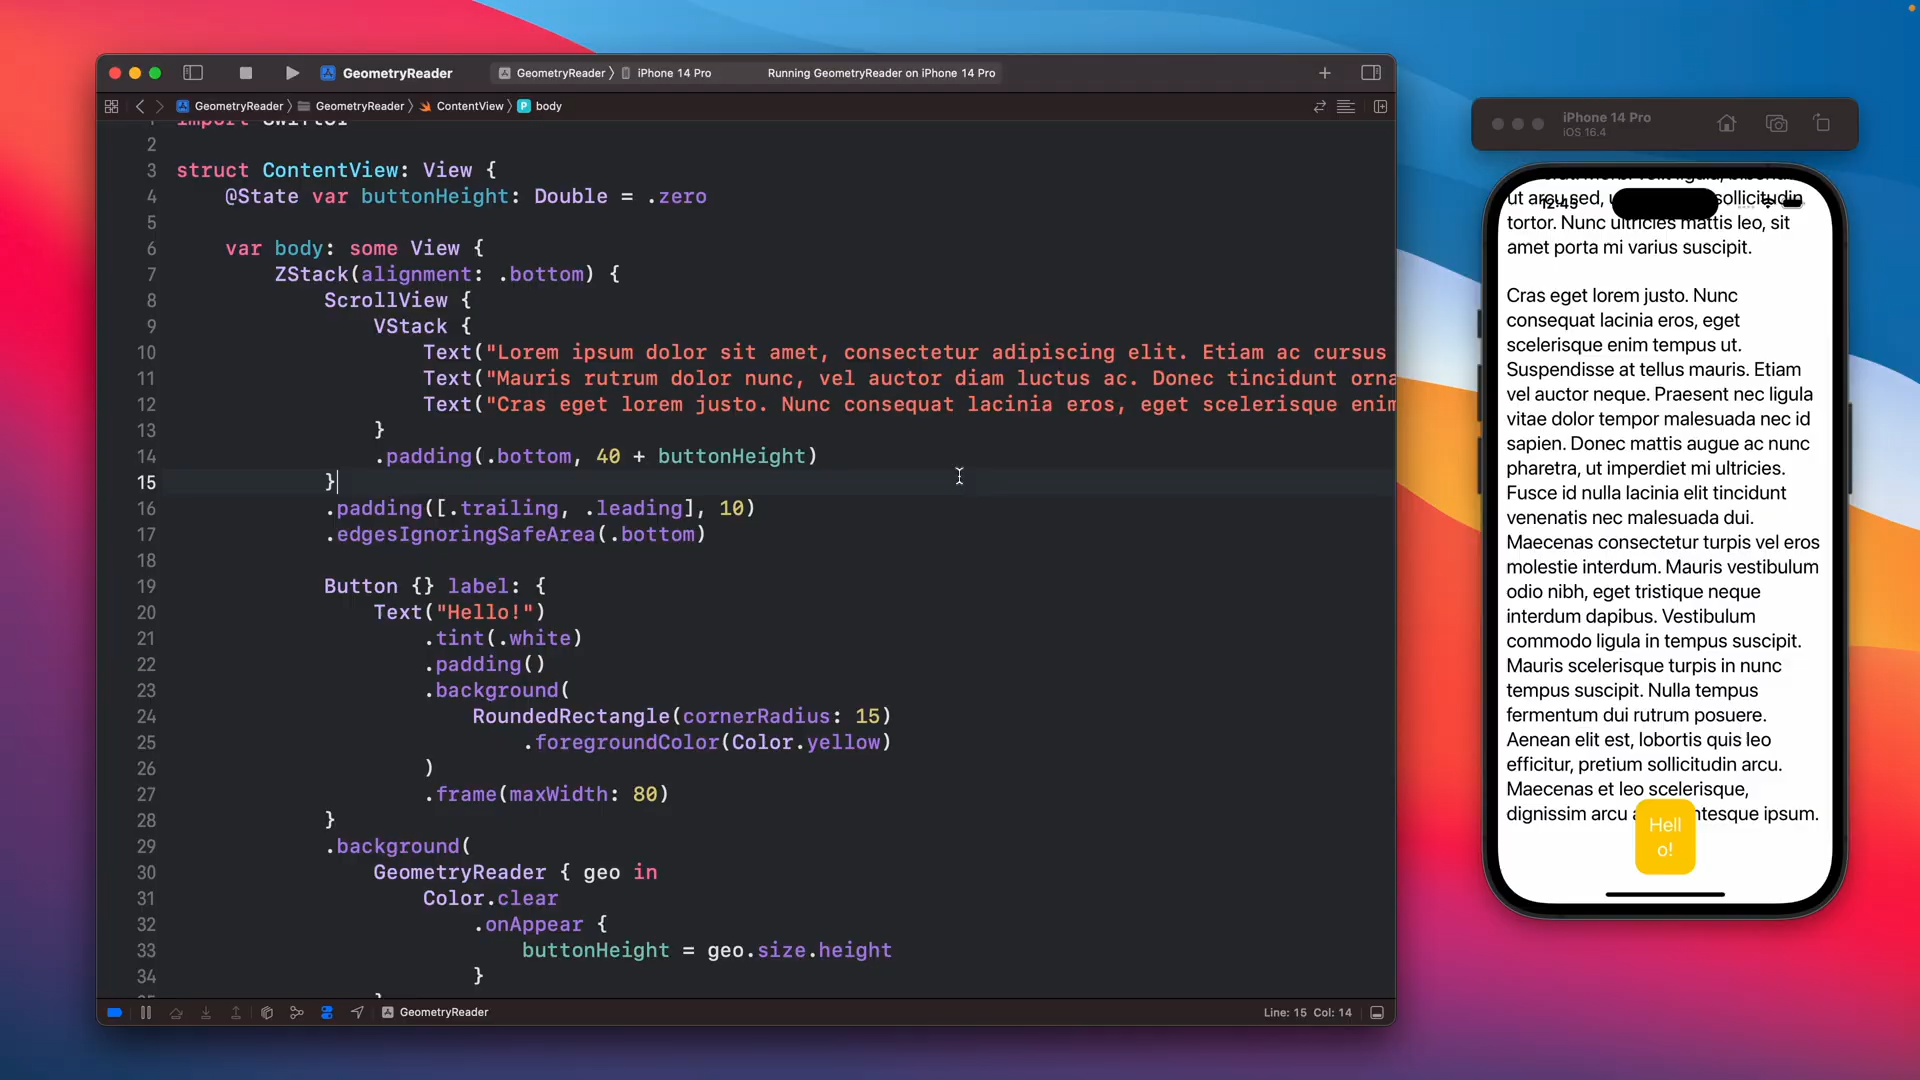 GeometryReader
GeometryReader 〉 iPhone 14 Pro
Running GeometryReader on iPhone 14 Pro
GeometryReader 〉 GeometryReader 〉 ContentView 〉 P body
1 import SwiftUI
2
3 struct ContentView: View {
4 @State var buttonHeight: Double = .zero
5
6 var body: some View {
7 ZStack(alignment: .bottom) {
8 ScrollView {
9 VStack {
10 Text("Lorem ipsum dolor sit amet, consectetur adipiscing elit. Etiam ac cursus
11 Text("Mauris rutrum dolor nunc, vel auctor diam luctus ac. Donec tincidunt orna
12 Text("Cras eget lorem justo. Nunc consequat lacinia eros, eget scelerisque enim
13 }
14 .padding(.bottom, 40 + buttonHeight)
15 }
16 .padding([.trailing, .leading], 10)
17 .edgesIgnoringSafeArea(.bottom)
18
19 Button {} label: {
20 Text("Hello!")
21 .tint(.white)
22 .padding()
23 .background(
24 RoundedRectangle(cornerRadius: 15)
25 .foregroundColor(Color.yellow)
26 )
27 .frame(maxWidth: 80)
28 }
29 .background(
30 GeometryReader { geo in
31 Color.clear
32 .onAppear {
33 buttonHeight = geo.size.height
34 }
GeometryReader
Line: 15 Col: 14
iPhone 14 Pro
iOS 16.4
12:45
ut arcu sed, sollicitudin
tortor. Nunc ultricies mattis leo, sit
amet porta mi varius suscipit.
Cras eget lorem justo. Nunc
consequat lacinia eros, eget
scelerisque enim tempus ut.
Suspendisse at tellus mauris. Etiam
vel auctor neque. Praesent nec ligula
vitae dolor tempor malesuada nec id
sapien. Donec mattis augue ac nunc
pharetra, ut imperdiet mi ultricies.
Fusce id nulla lacinia elit tincidunt
venenatis nec malesuada dui.
Maecenas consectetur turpis vel eros
molestie interdum. Mauris vestibulum
odio nibh, eget tristique neque
interdum dapibus. Vestibulum
commodo ligula in tempus suscipit.
Mauris scelerisque turpis in nunc
tempus suscipit. Nulla tempus
fermentum dui rutrum posuere.
Aenean elit est, lobortis quis leo
efficitur, pretium sollicitudin arcu.
Maecenas et leo scelerisque,
dignissim arcu a ntesque ipsum.
Hell
o!